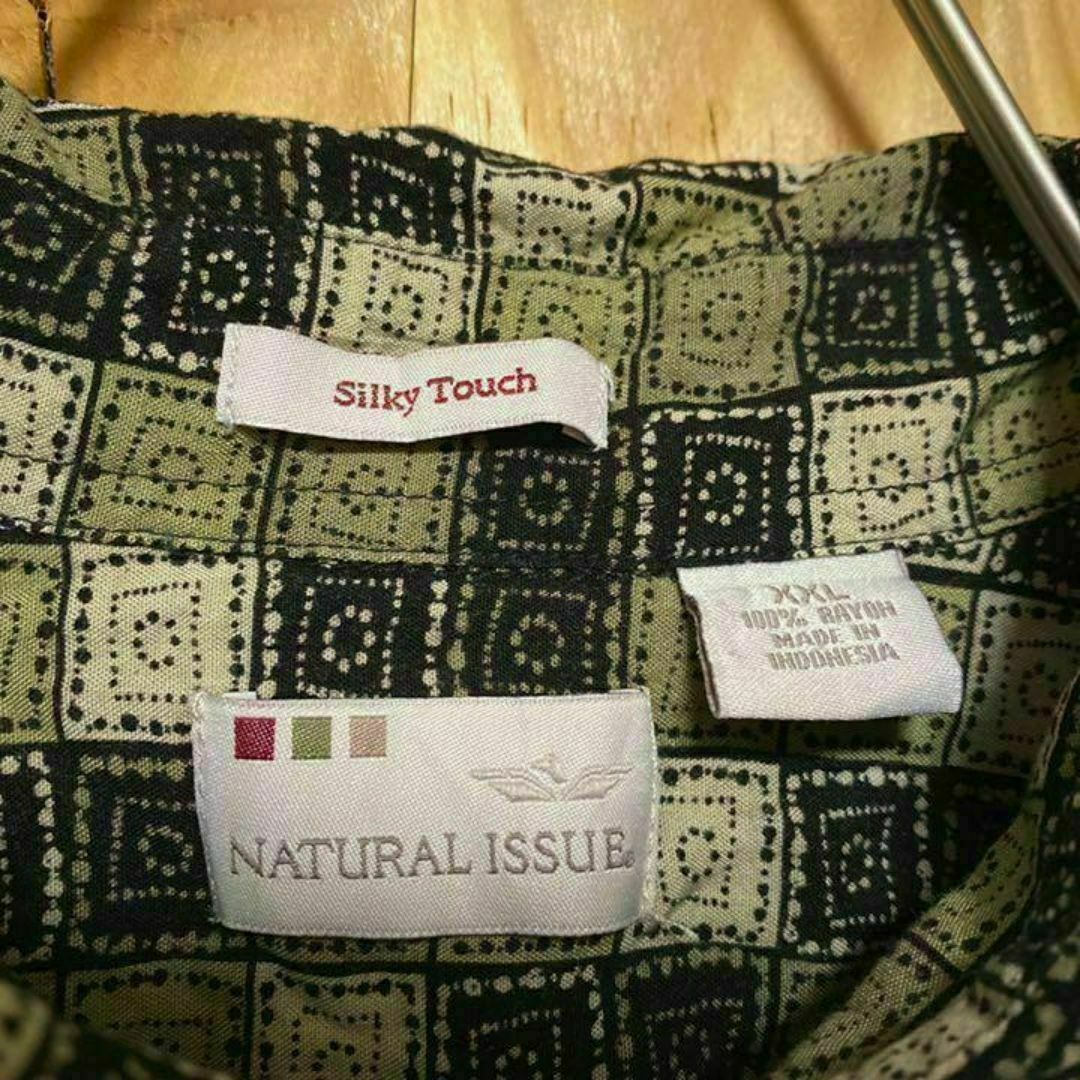 Silky Touch
XXL
100% RAYON
MADE IN
INDONESIA
NATURAL ISSUE®